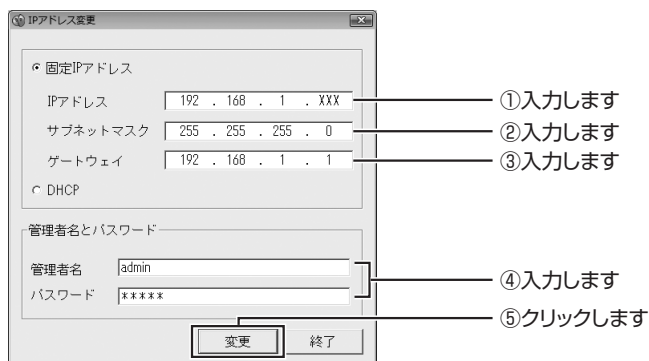 IPアドレス変更
固定IPアドレス
IPアドレス 192 . 168 . 1 . XXX ①入力します
サブネットマスク 255 . 255 . 255 . 0 ②入力します
ゲートウェイ 192 . 168 . 1 . 1 ③入力します
DHCP
管理者名とパスワード
管理者名 admin
パスワード *****
④入力します
⑤クリックします
変更 終了